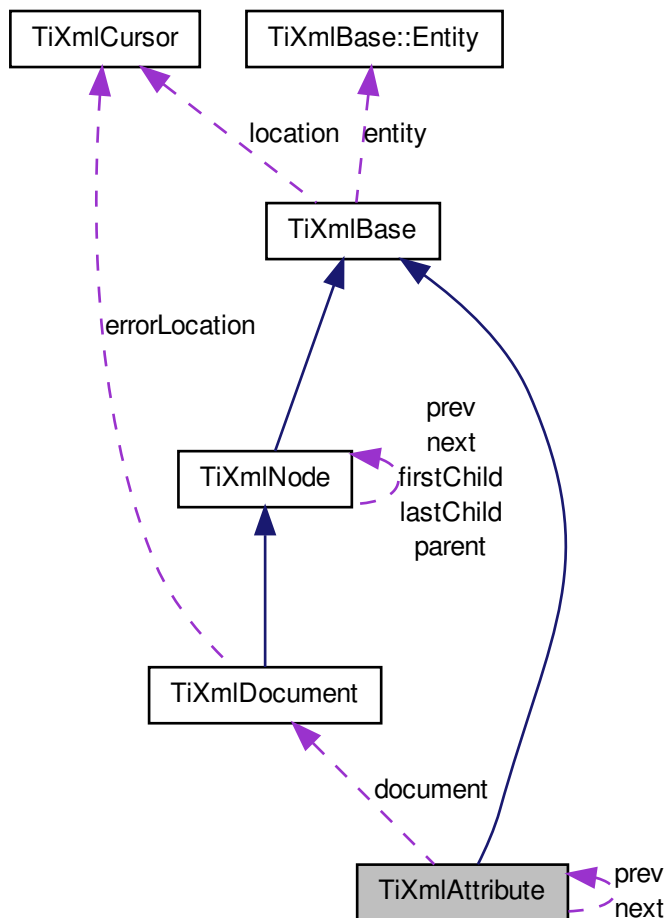 TiXmlCursor
TiXmlBase::Entity
location
entity
TiXmlBase
errorLocation
prev
next
firstChild
lastChild
parent
TiXmlNode
TiXmlDocument
document
TiXmlAttribute
prev
next